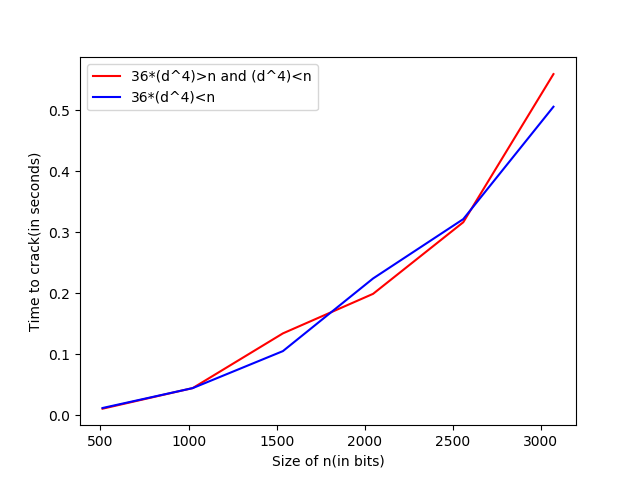 36*(d^4)>n and (d^4)<n
36*(d^4)<n
0.5
0.4
0.3
0.2
0.1
0.0
Time to crack(in seconds)
500 1000 1500 2000 2500 3000
Size of n(in bits)